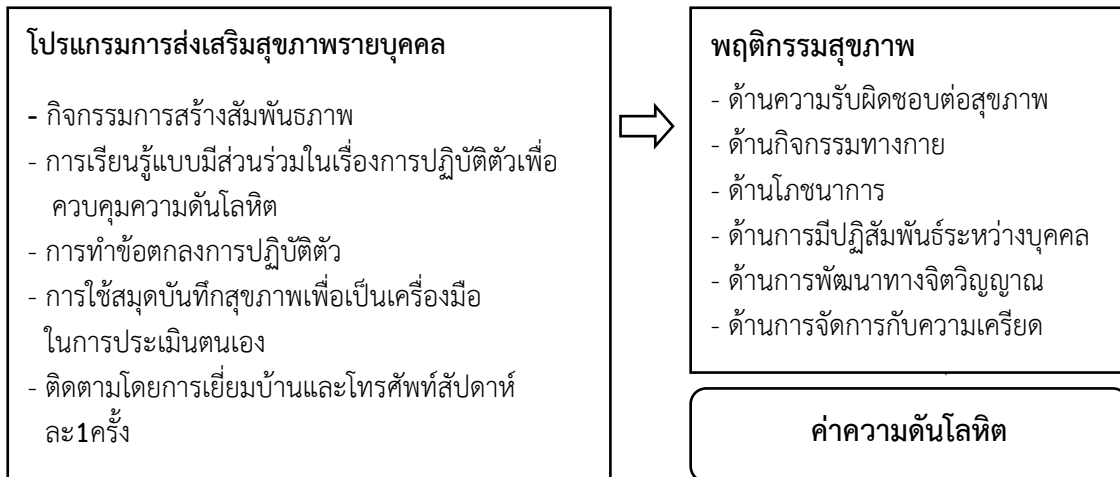 โปรแกรมการส่งเสริมสุขภาพรายบุคคล
- กิจกรรมการสร้างสัมพันธภาพ
- การเรียนรู้แบบมีส่วนร่วมในเรื่องการปฏิบัติตัวเพื่อ
ควบคุมความดันโลหิต
- การทำข้อตกลงการปฏิบัติตัว
- การใช้สมุดบันทึกสุขภาพเพื่อเป็นเครื่องมือ
ในการประเมินตนเอง
- ติดตามโดยการเยี่ยมบ้านและโทรศัพท์สัปดาห์
ละ1ครั้ง
พฤติกรรมสุขภาพ
- ด้านความรับผิดชอบต่อสุขภาพ
- ด้านกิจกรรมทางกาย
- ด้านโภชนาการ
- ด้านการมีปฏิสัมพันธ์ระหว่างบุคคล
- ด้านการพัฒนาทางจิตวิญญาณ
- ด้านการจัดการกับความเครียด
ค่าความดันโลหิต